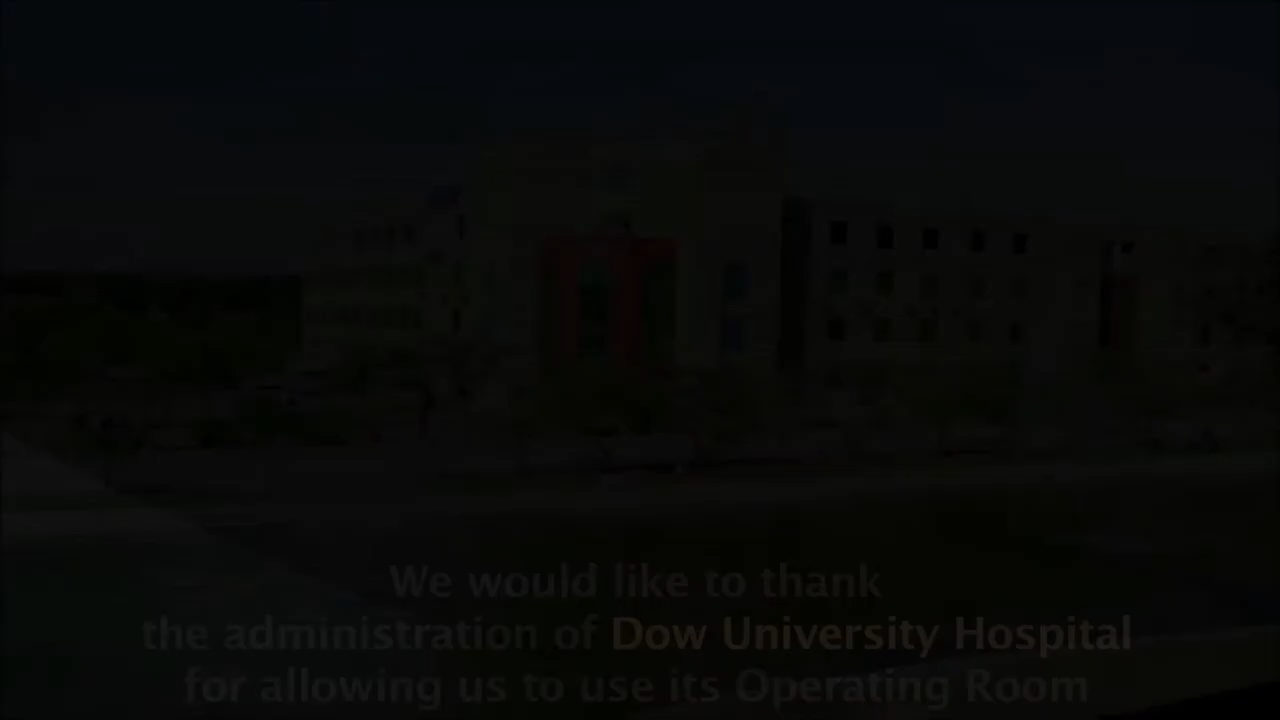 We would like to thank
the administration of Dow University Hospital
for allowing us to use its Operating Room